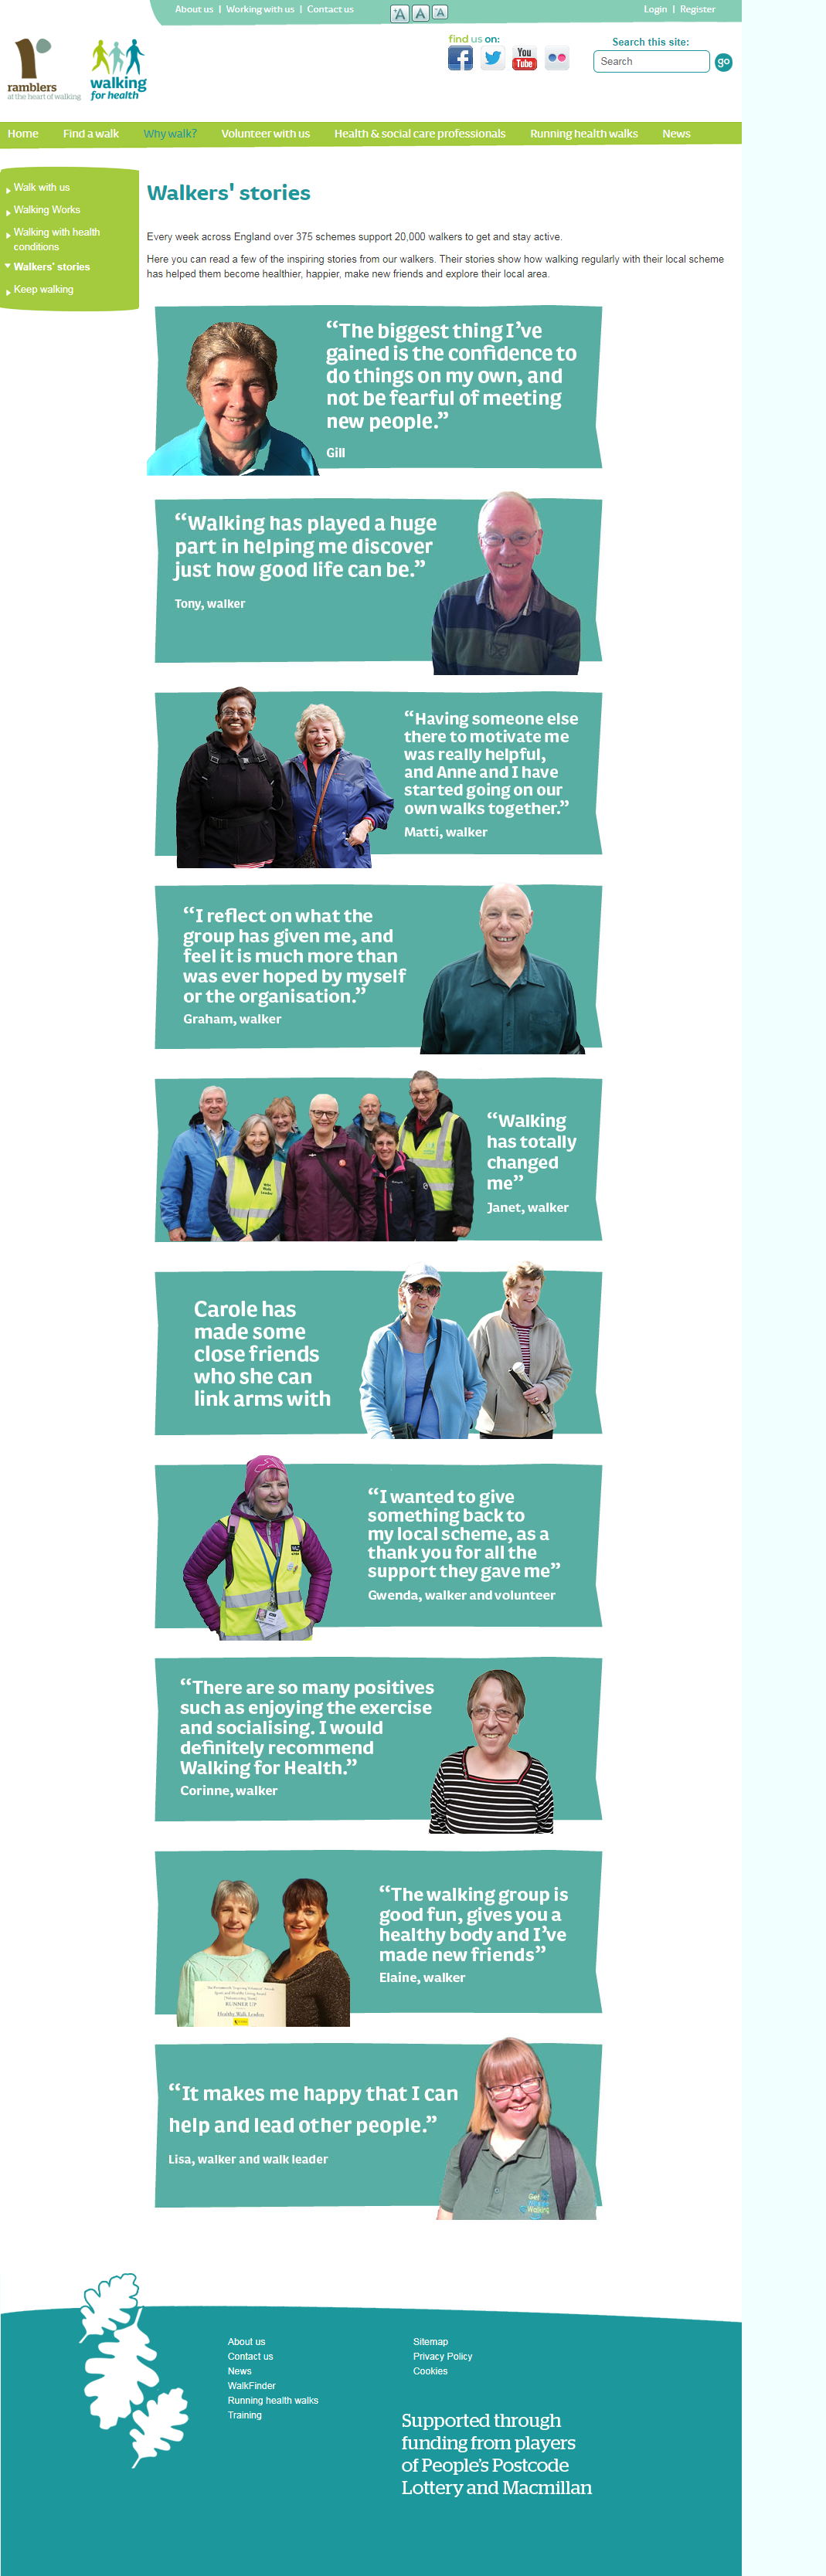 About us | Working with us | Contact us
+A A -A
Login | Register
ramblers
at the heart of walking
walking
for health
find us on:
You
Tube
Search this site:
Search
go
Home Find a walk Why walk? Volunteer with us Health & social care professionals Running health walks News
Walk with us
Walking Works
Walking with health
conditions
Walkers' stories
Keep walking
Walkers' stories
Every week across England over 375 schemes support 20,000 walkers to get and stay active.
Here you can read a few of the inspiring stories from our walkers. Their stories show how walking regularly with their local scheme
has helped them become healthier, happier, make new friends and explore their local area.
“The biggest thing I’ve
gained is the confidence to
do things on my own, and
not be fearful of meeting
new people.”
Gill
“Walking has played a huge
part in helping me discover
just how good life can be.”
Tony, walker
“Having someone else
there to motivate me
was really helpful,
and Anne and I have
started going on our
own walks together.”
Matti, walker
“I reflect on what the
group has given me, and
feel it is much more than
was ever hoped by myself
or the organisation.”
Graham, walker
“Walking
has totally
changed
me”
Janet, walker
Carole has
made some
close friends
who she can
link arms with
“I wanted to give
something back to
my local scheme, as a
thank you for all the
support they gave me”
Gwenda, walker and volunteer
“There are so many positives
such as enjoying the exercise
and socialising. I would
definitely recommend
Walking for Health.”
Corinne, walker
“The walking group is
good fun, gives you a
healthy body and I’ve
made new friends”
Elaine, walker
RUNNER UP
“It makes me happy that I can
help and lead other people.”
Lisa, walker and walk leader
Get
Walking
About us
Contact us
News
WalkFinder
Running health walks
Training
Sitemap
Privacy Policy
Cookies
Supported through
funding from players
of People’s Postcode
Lottery and Macmillan